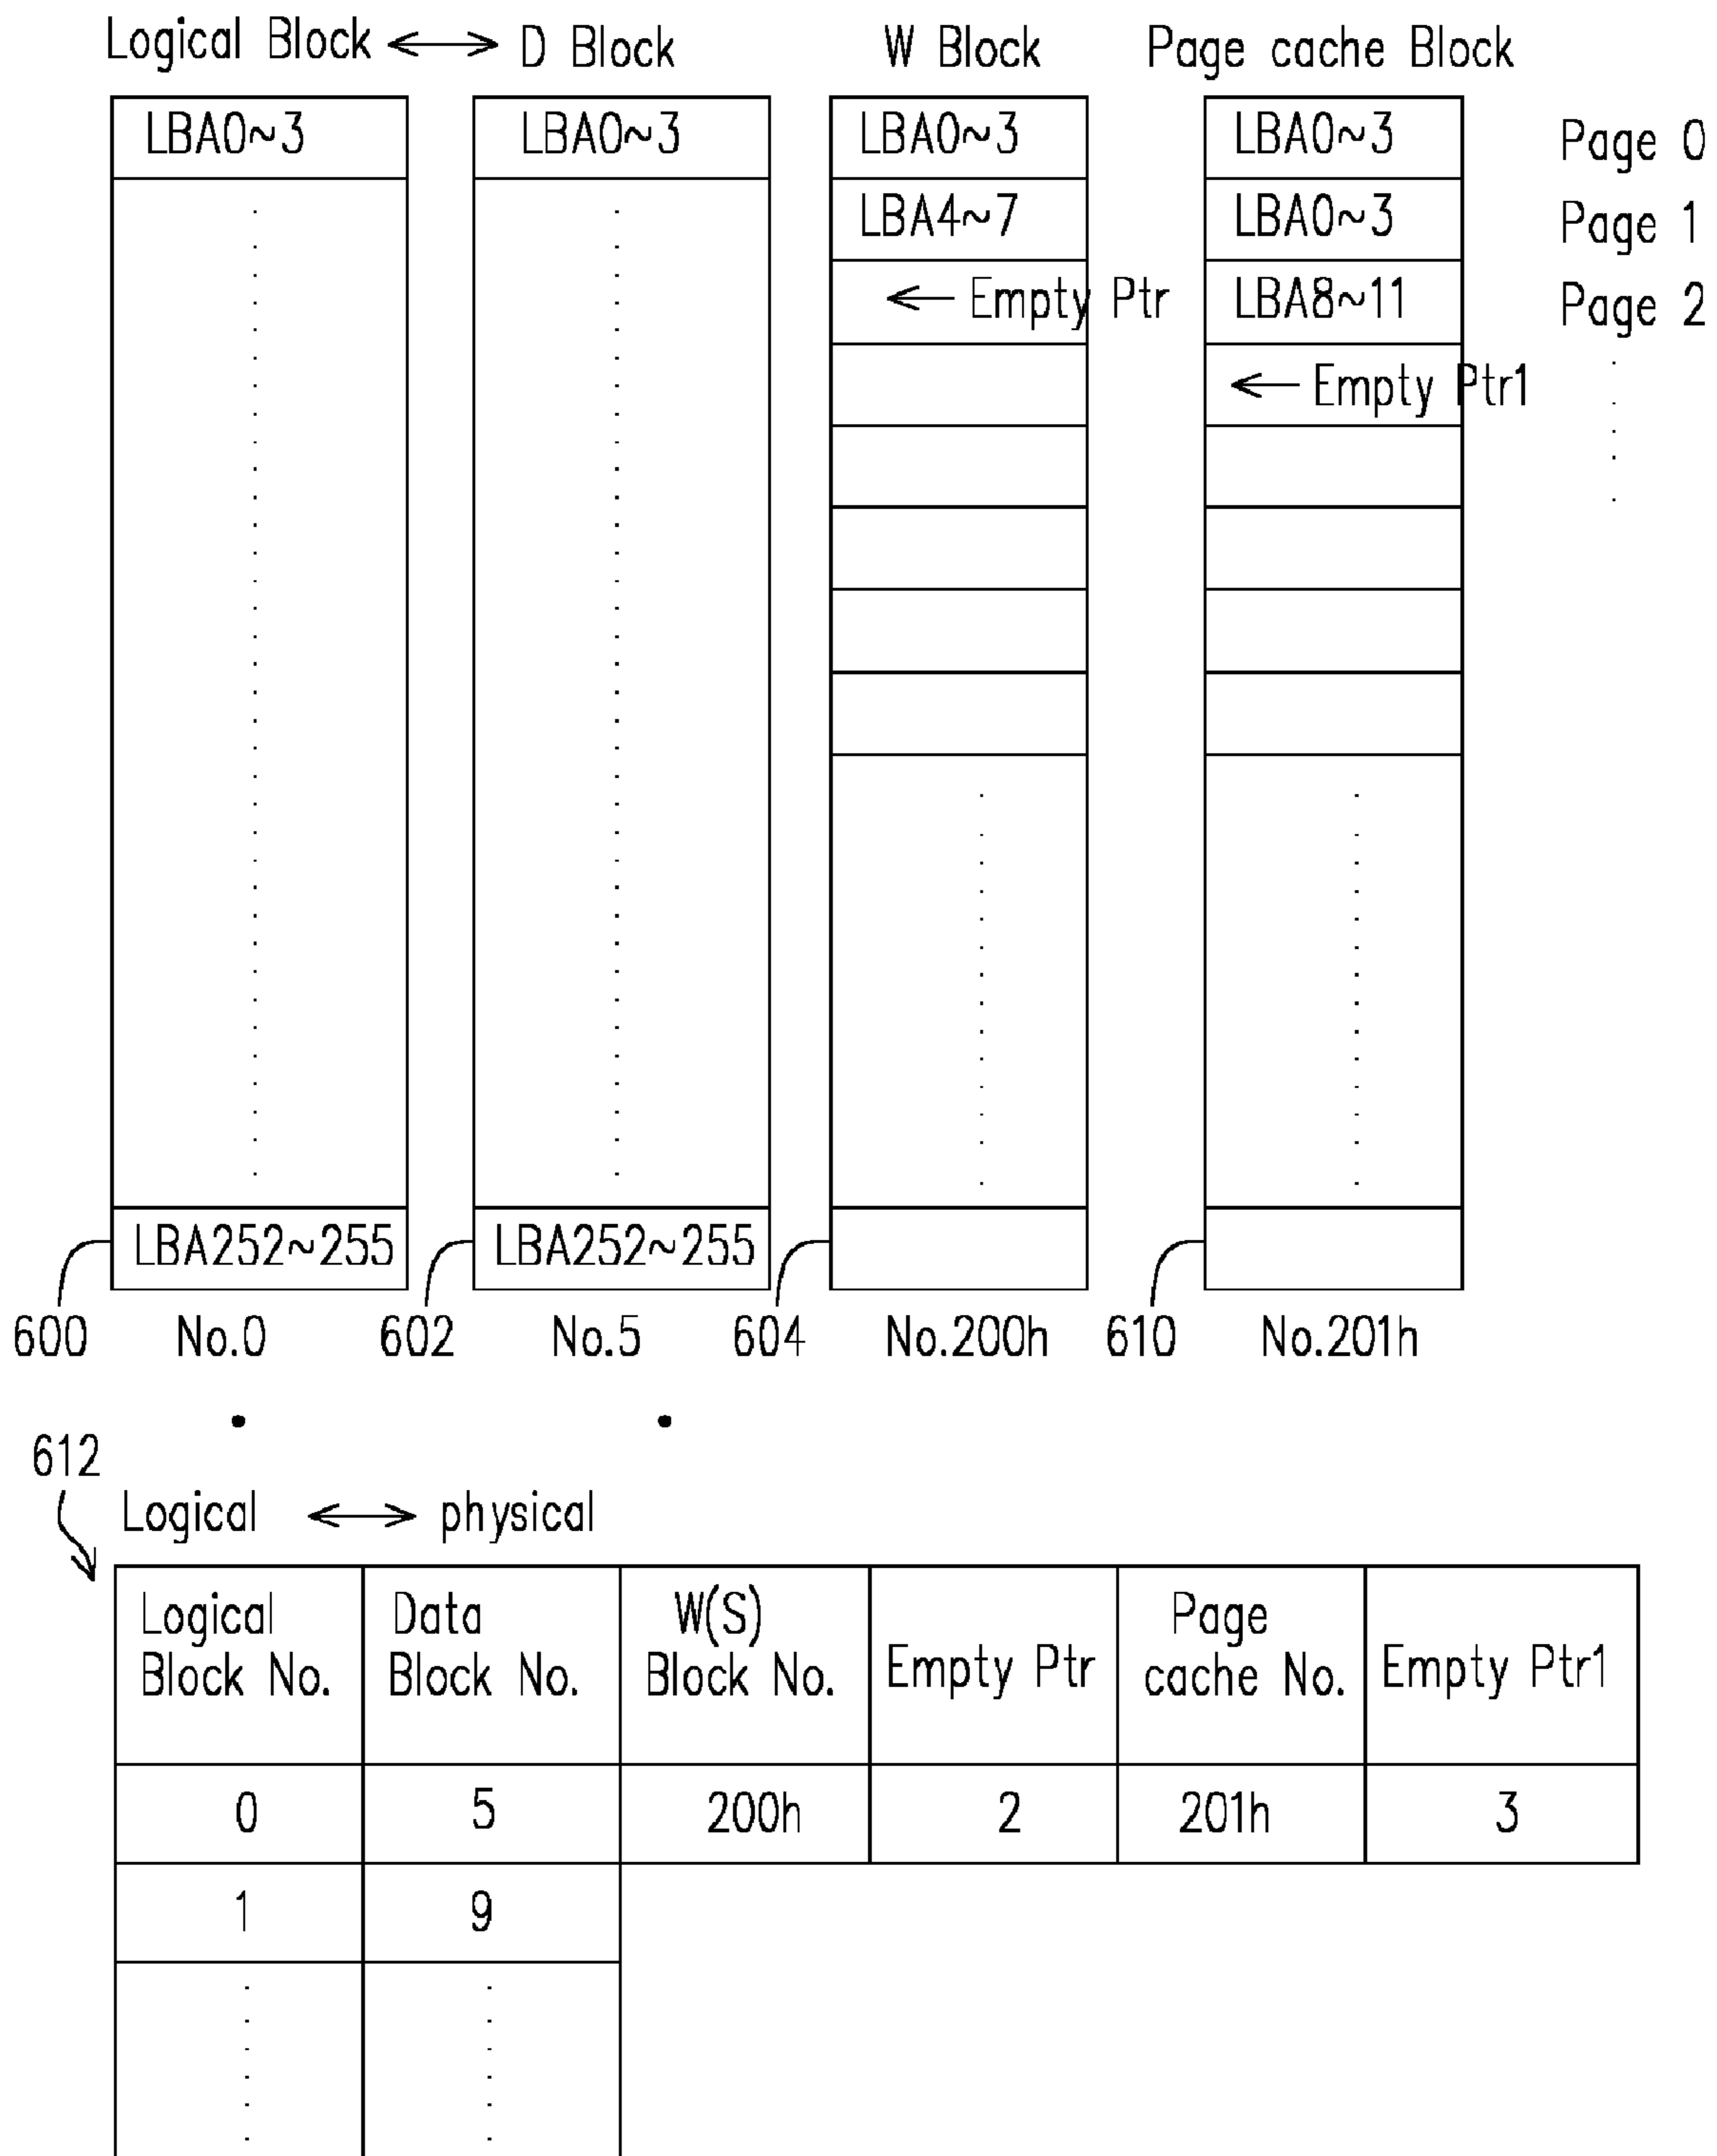 Logical Block ⟷ D Block W Block Page cache Block
LBA0~3 LBA0~3 LBA0~3 LBA0~3 Page 0
LBA4~7 LBA0~3 Page 1
← Empty Ptr LBA8~11 Page 2
← Empty Ptr1
LBA252~255 LBA252~255
600 No.0 602 No.5 604 No.200h 610 No.201h
612
Logical ⟷ physical
Logical Data W(S) Page
Block No. Block No. Block No. Empty Ptr cache No. Empty Ptr1
0 5 200h 2 201h 3
1 9